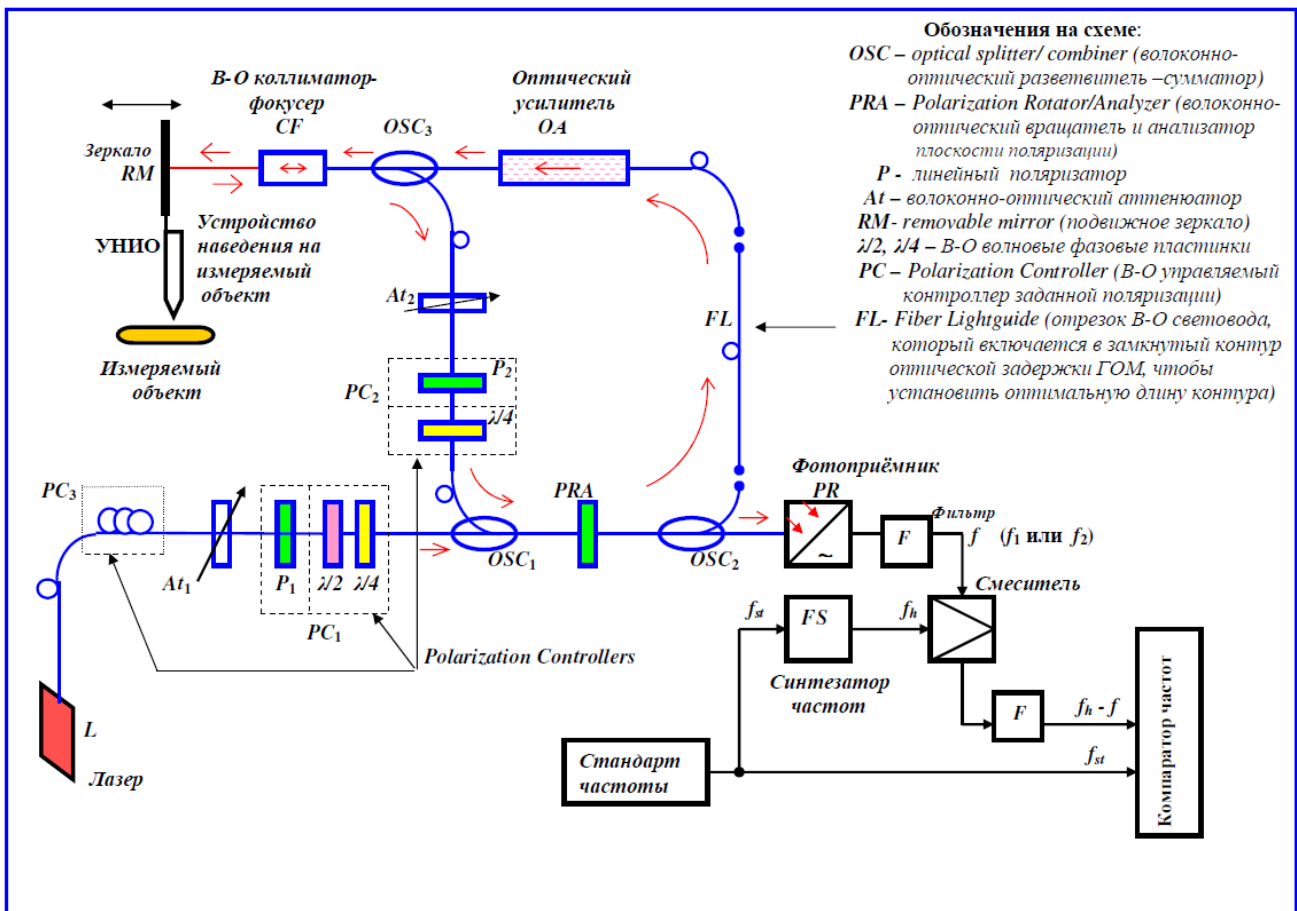 Обозначения на схеме:
OSC – optical splitter/ combiner (волоконно-
оптический разветвитель –сумматор)
PRA – Polarization Rotator/Analyzer (волоконно-
оптический вращатель и анализатор
плоскости поляризации)
P - линейный поляризатор
At – волоконно-оптический аттенюатор
RM- removable mirror (подвижное зеркало)
λ/2, λ/4 – В-О волновые фазовые пластинки
PC – Polarization Controller (В-О управляемый
контроллер заданной поляризации)
FL- Fiber Lightguide (отрезок В-О световода,
который включается в замкнутый контур
оптической задержки ГОМ, чтобы
установить оптимальную длину контура)
В-О коллиматор-
фокусер
CF
OSC3
Оптический
усилитель
OA
Зеркало
RM
УНИО
Устройство
наведения на
измеряемый
объект
Измеряемый
объект
At2
FL
PC2
P2
λ/4
PC3
At1
P1
λ/2
λ/4
PC1
OSC1
PRA
OSC2
Фотоприёмник
PR
~
Фильтр
F
f (f1 или f2)
Смеситель
Polarization Controllers
fst
FS
fh
Синтезатор
частот
F
fh - f
L
Лазер
Стандарт
частоты
fst
Компаратор частот